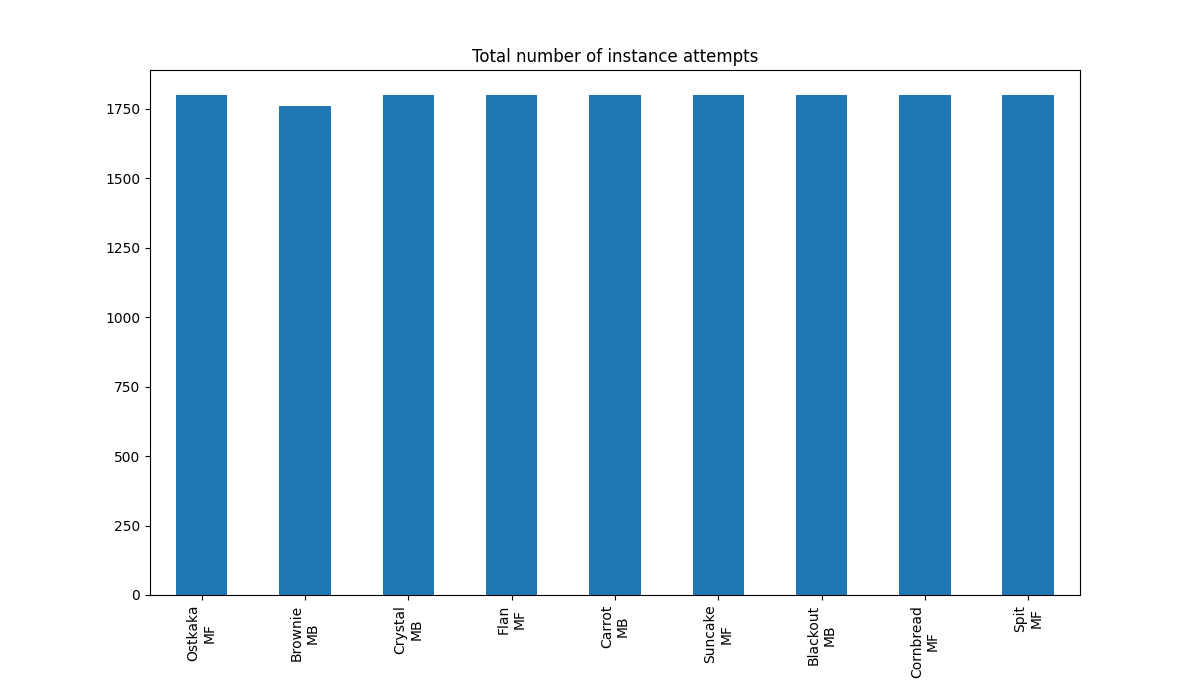 Total number of instance attempts
1750
1500
1250
1000
750
500
250
0
Ostkaka
MF
Brownie
MB
Crystal
MB
Flan
MF
Carrot
MB
Suncake
MF
Blackout
MB
Cornbread
MF
Spit
MF